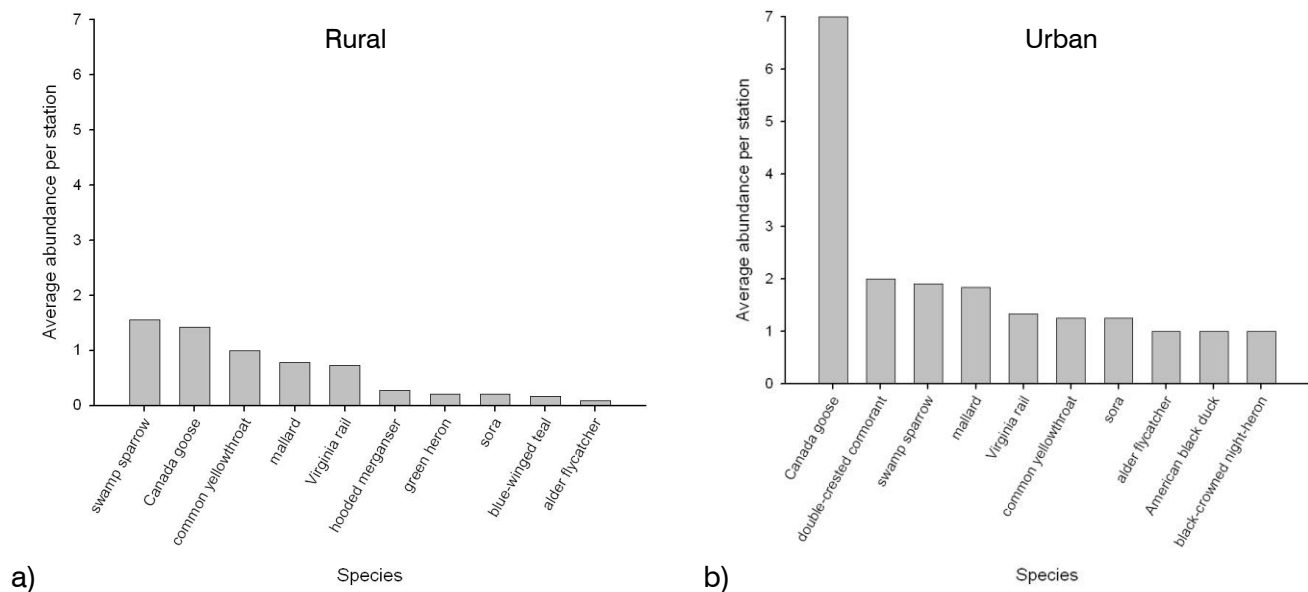 Rural
Average abundance per station
7
6
5
4
3
2
1
0
swamp sparrow
Canada goose
common yellowthroat
mallard
Virginia rail
hooded merganser
green heron
sora
blue-winged teal
alder flycatcher
Species
a)
Urban
Average abundance per station
7
6
5
4
3
2
1
0
Canada goose
double-crested cormorant
swamp sparrow
mallard
Virginia rail
common yellowthroat
sora
alder flycatcher
American black duck
black-crowned night-heron
Species
b)